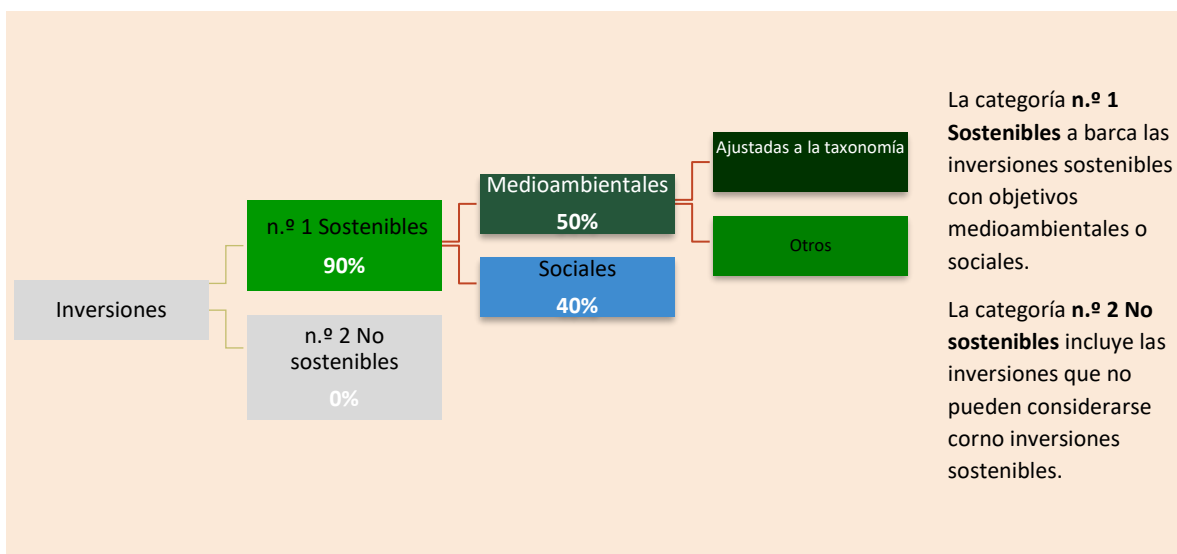 Inversiones
n.º 1 Sostenibles
90%
n.º 2 No
sostenibles
0%
Medioambientales
50%
Sociales
40%
Ajustadas a la taxonomía
Otros
La categoría n.º 1
Sostenibles a barca las
inversiones sostenibles
con objetivos
medioambientales o
sociales.
La categoría n.º 2 No
sostenibles incluye las
inversiones que no
pueden considerarse
corno inversiones
sostenibles.